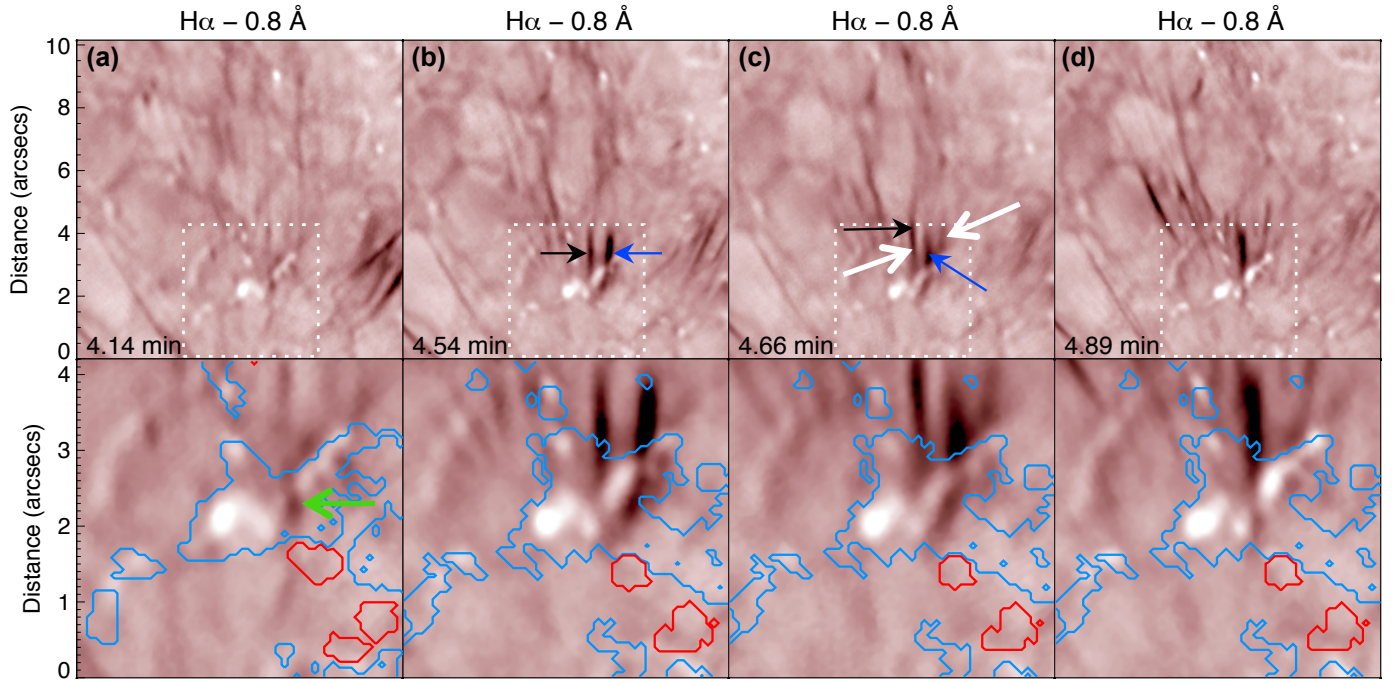 Hα − 0.8 Å Hα − 0.8 Å Hα − 0.8 Å Hα − 0.8 Å
(a) (b) (c) (d)
Distance (arcsecs)
10
8
6
4
2
0
4.14 min 4.54 min 4.66 min 4.89 min
Distance (arcsecs)
4
3
2
1
0